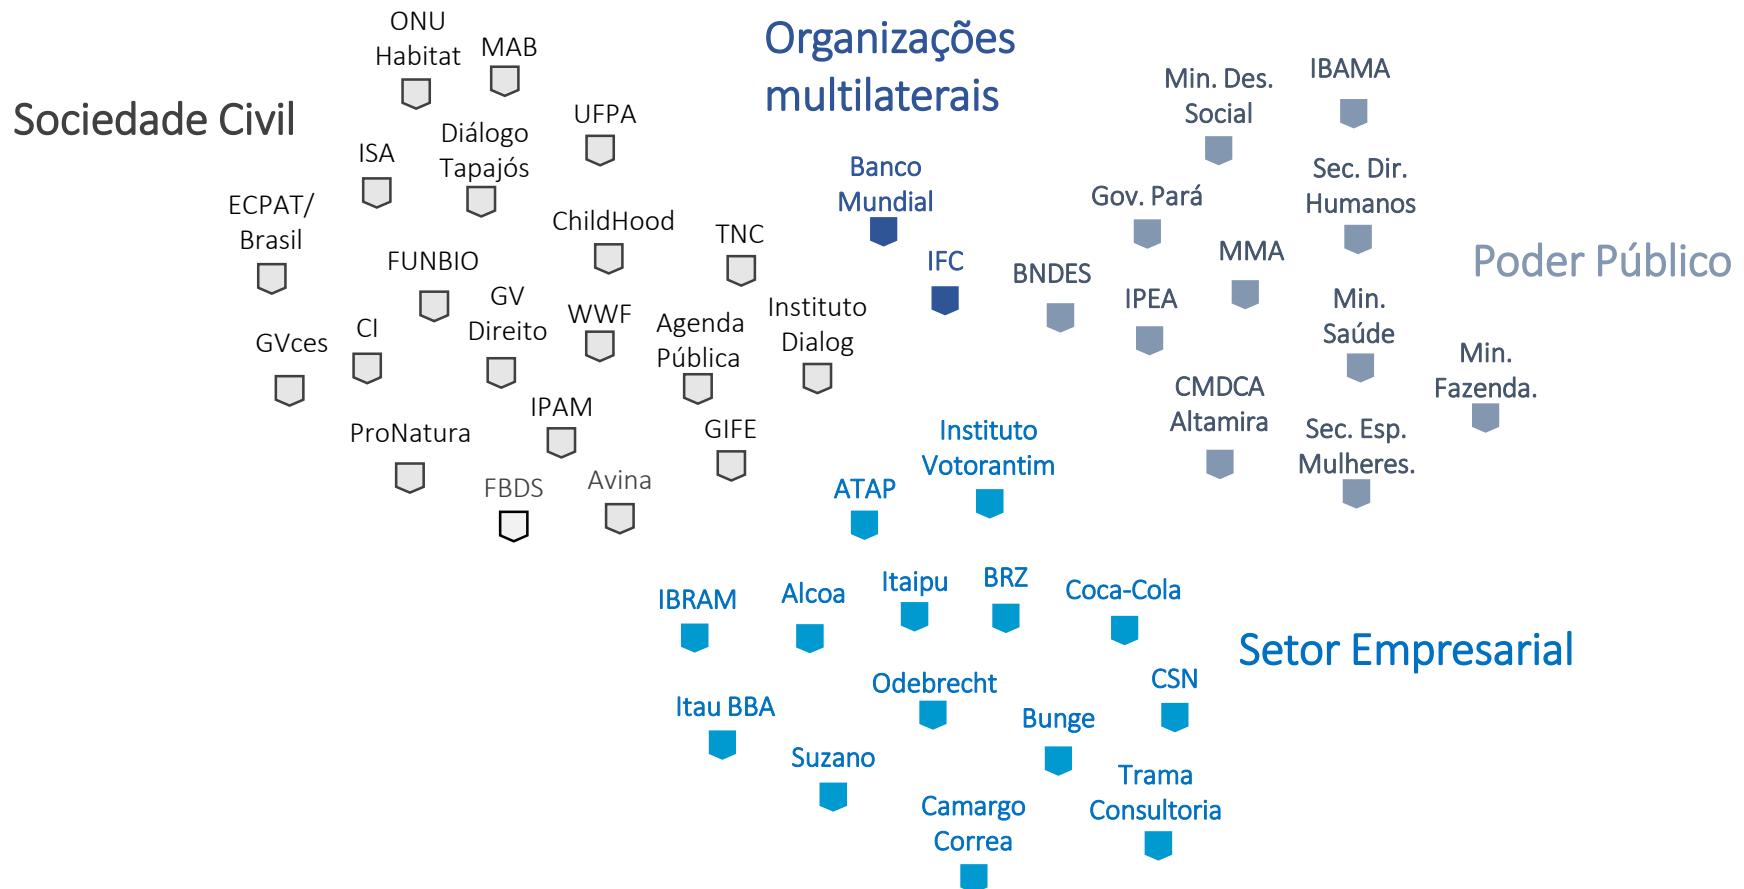 Sociedade Civil
ONU
Habitat
MAB
UFPA
ISA
Diálogo
Tapajós
ECPAT/
Brasil
ChildHood
TNC
FUNBIO
GV
Direito
WWF
Agenda
Pública
Instituto
Dialog
GVces
CI
IPAM
ProNatura
GIFE
FBDS
Avina
Organizações
multilaterais
Banco
Mundial
IFC
Poder Público
Min. Des.
Social
IBAMA
Gov. Pará
Sec. Dir.
Humanos
BNDES
MMA
IPEA
Min.
Saúde
Min.
Fazenda.
CMDCA
Altamira
Sec. Esp.
Mulheres.
Setor Empresarial
Instituto
Votorantim
ATAP
IBRAM
Alcoa
Itaipu
BRZ
Coca-Cola
Odebrecht
CSN
Itau BBA
Bunge
Suzano
Trama
Consultoria
Camargo
Correa